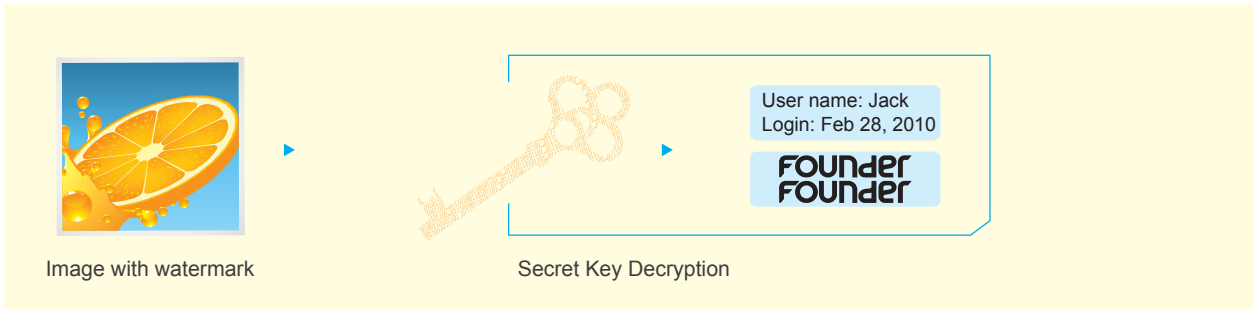 User name: Jack
Login: Feb 28, 2010
FOUNDER
FOUNDER
Image with watermark
Secret Key Decryption